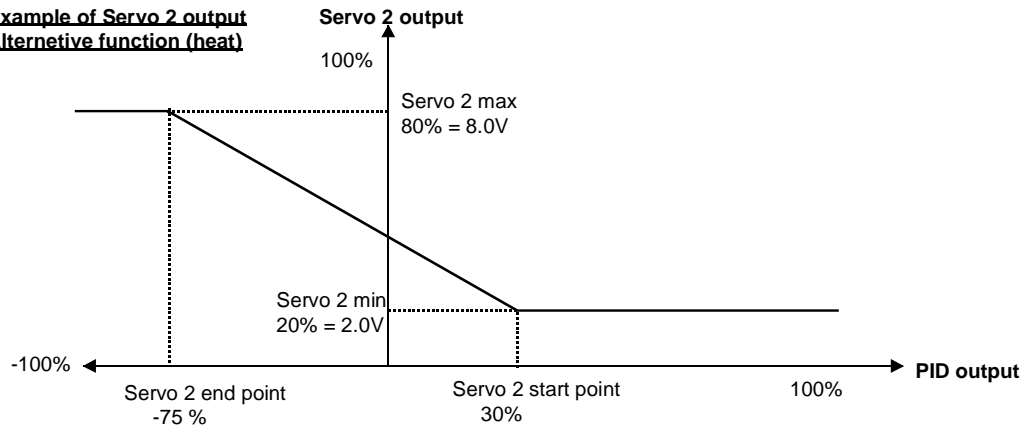 xample of Servo 2 output
lternetive function (heat)
Servo 2 output
100%
Servo 2 max
80% = 8.0V
Servo 2 min
20% = 2.0V
-100%
PID output
Servo 2 end point
-75 %
Servo 2 start point
30%
100%